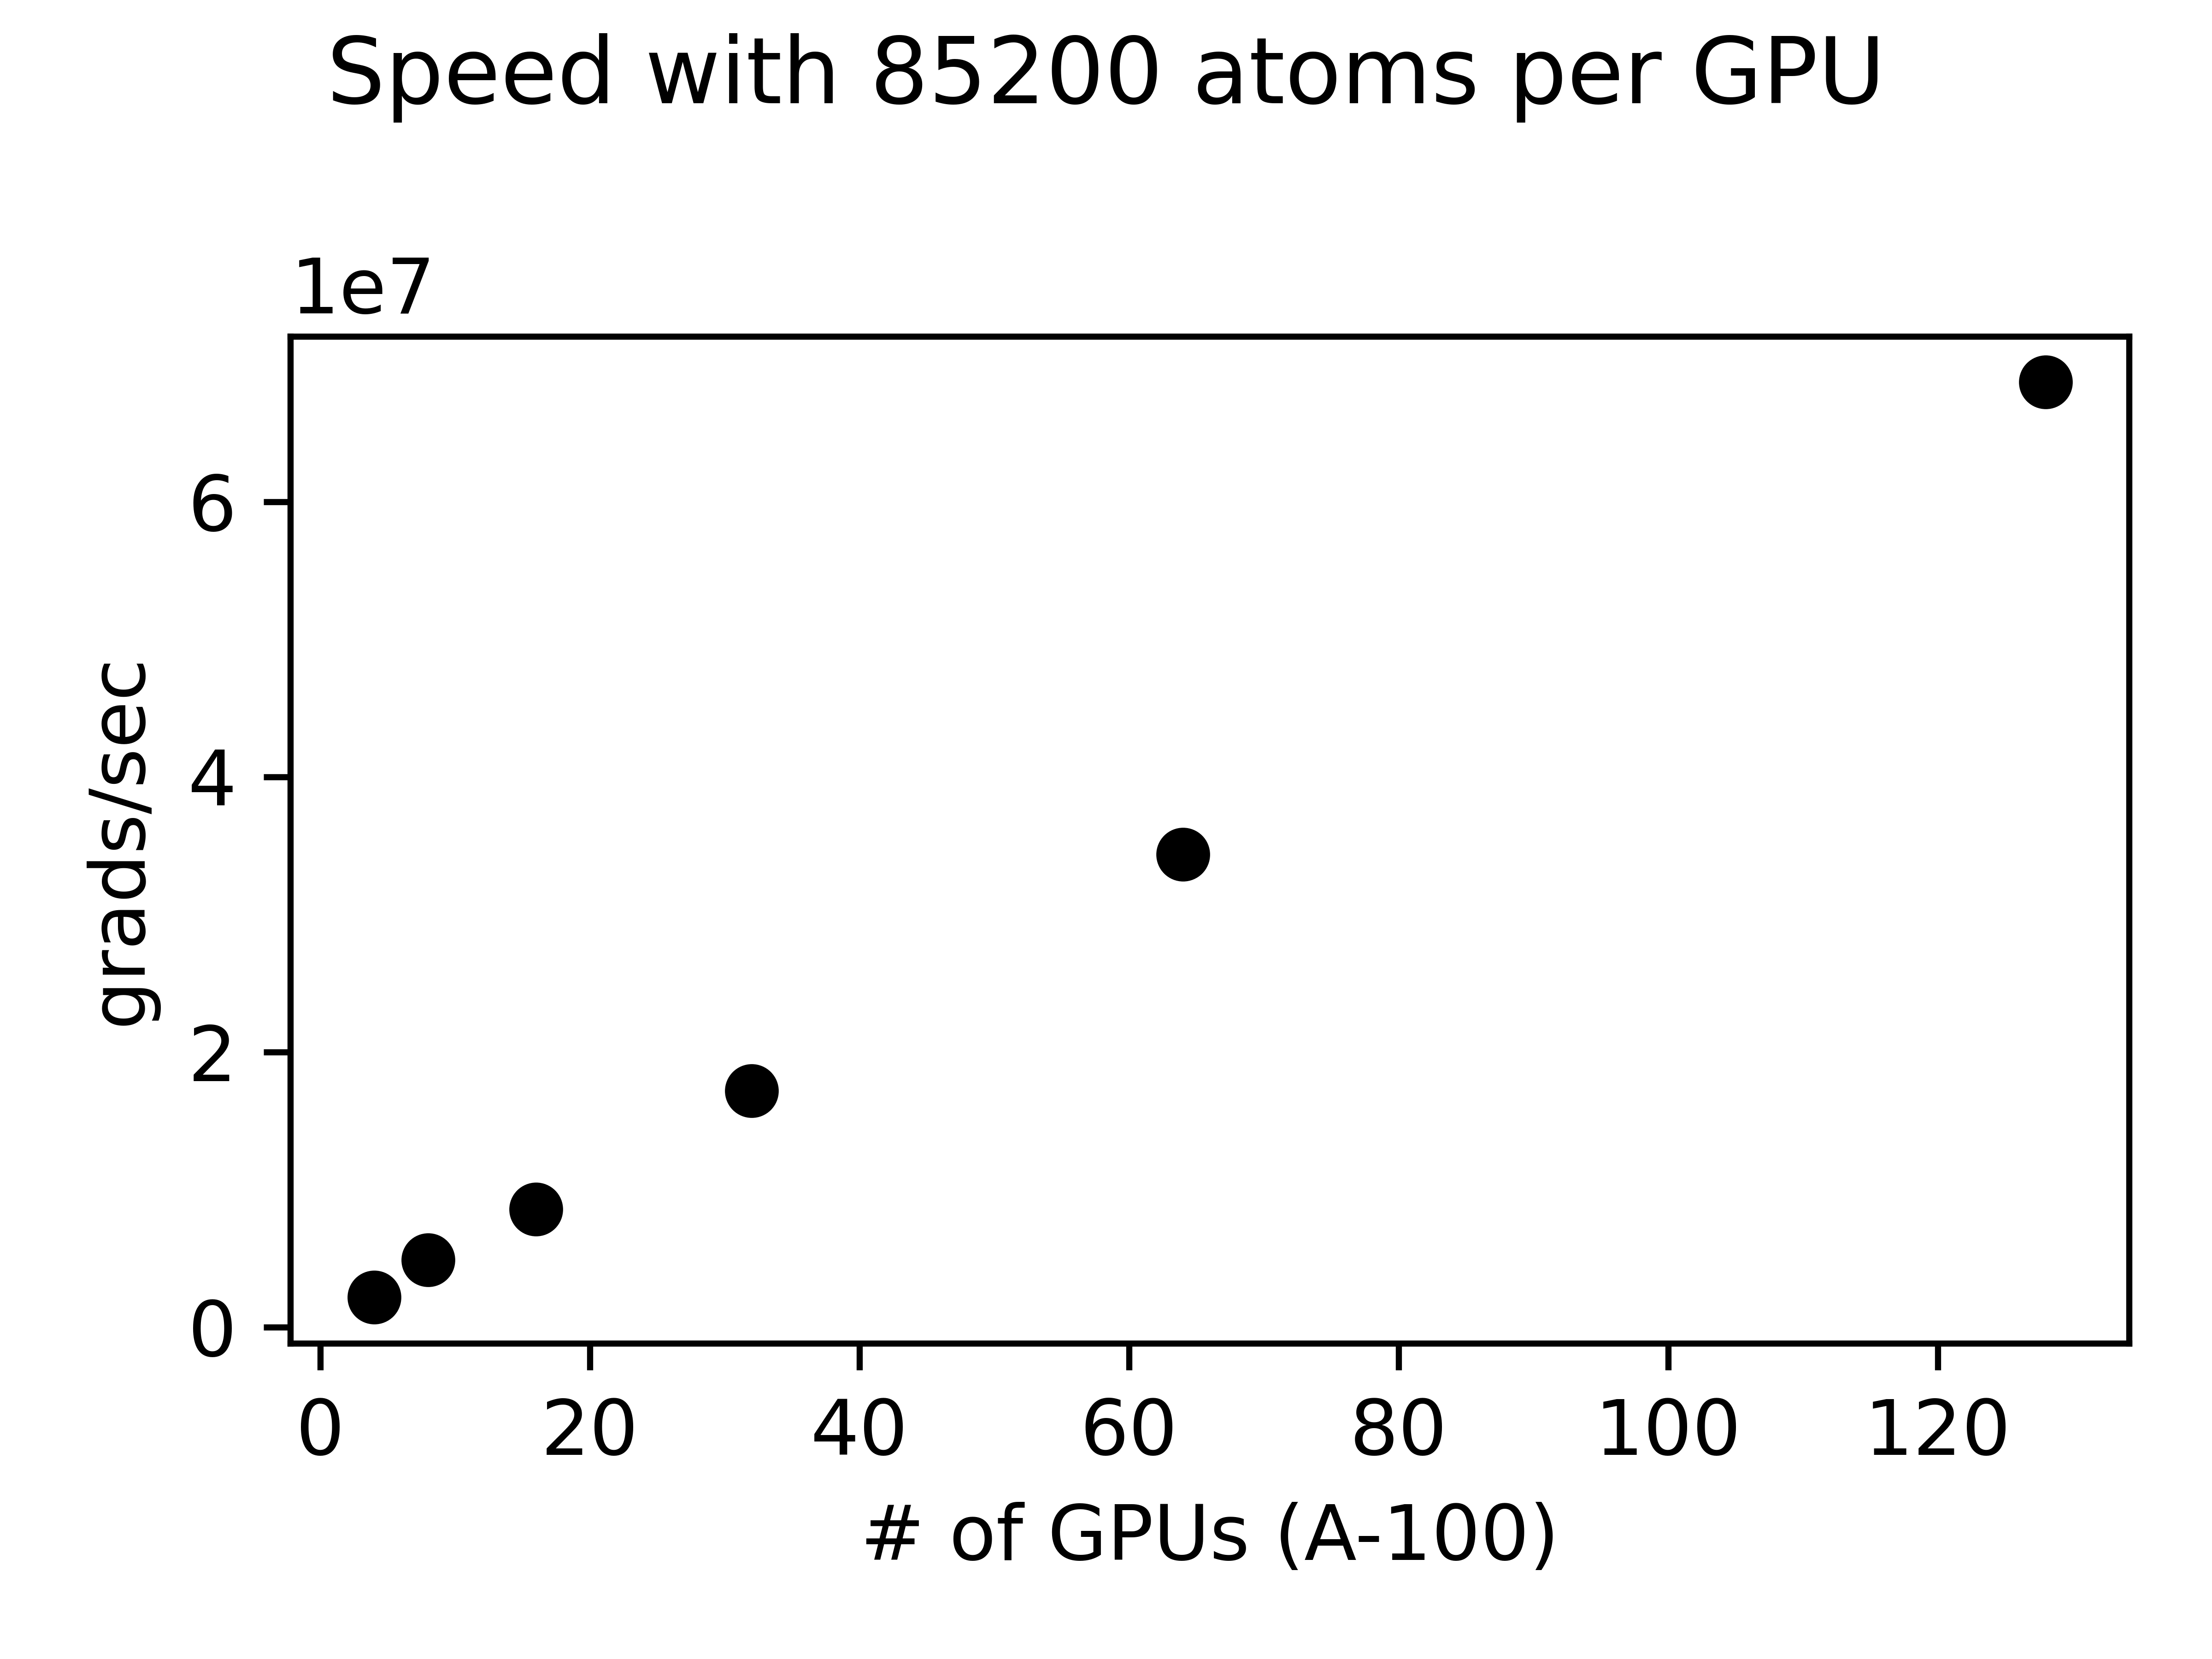 Speed with 85200 atoms per GPU
1e7
6
4
2
0
grads/sec
0 20 40 60 80 100 120
# of GPUs (A-100)